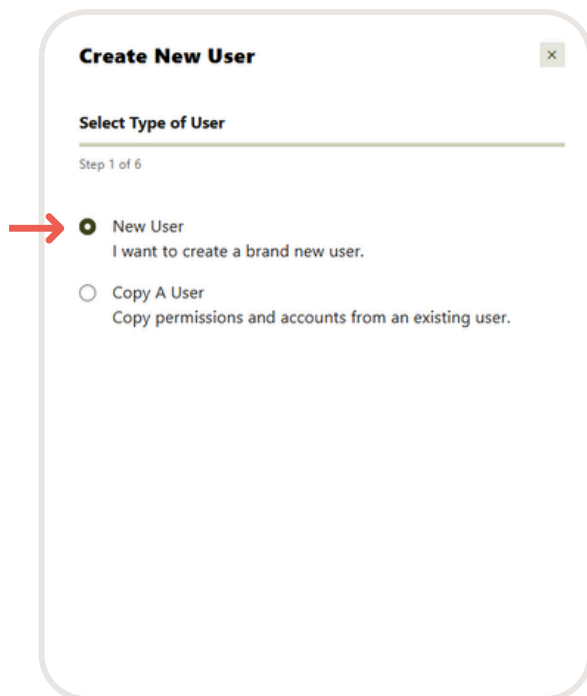 Create New User
Select Type of User
Step 1 of 6
New User
I want to create a brand new user.
Copy A User
Copy permissions and accounts from an existing user.